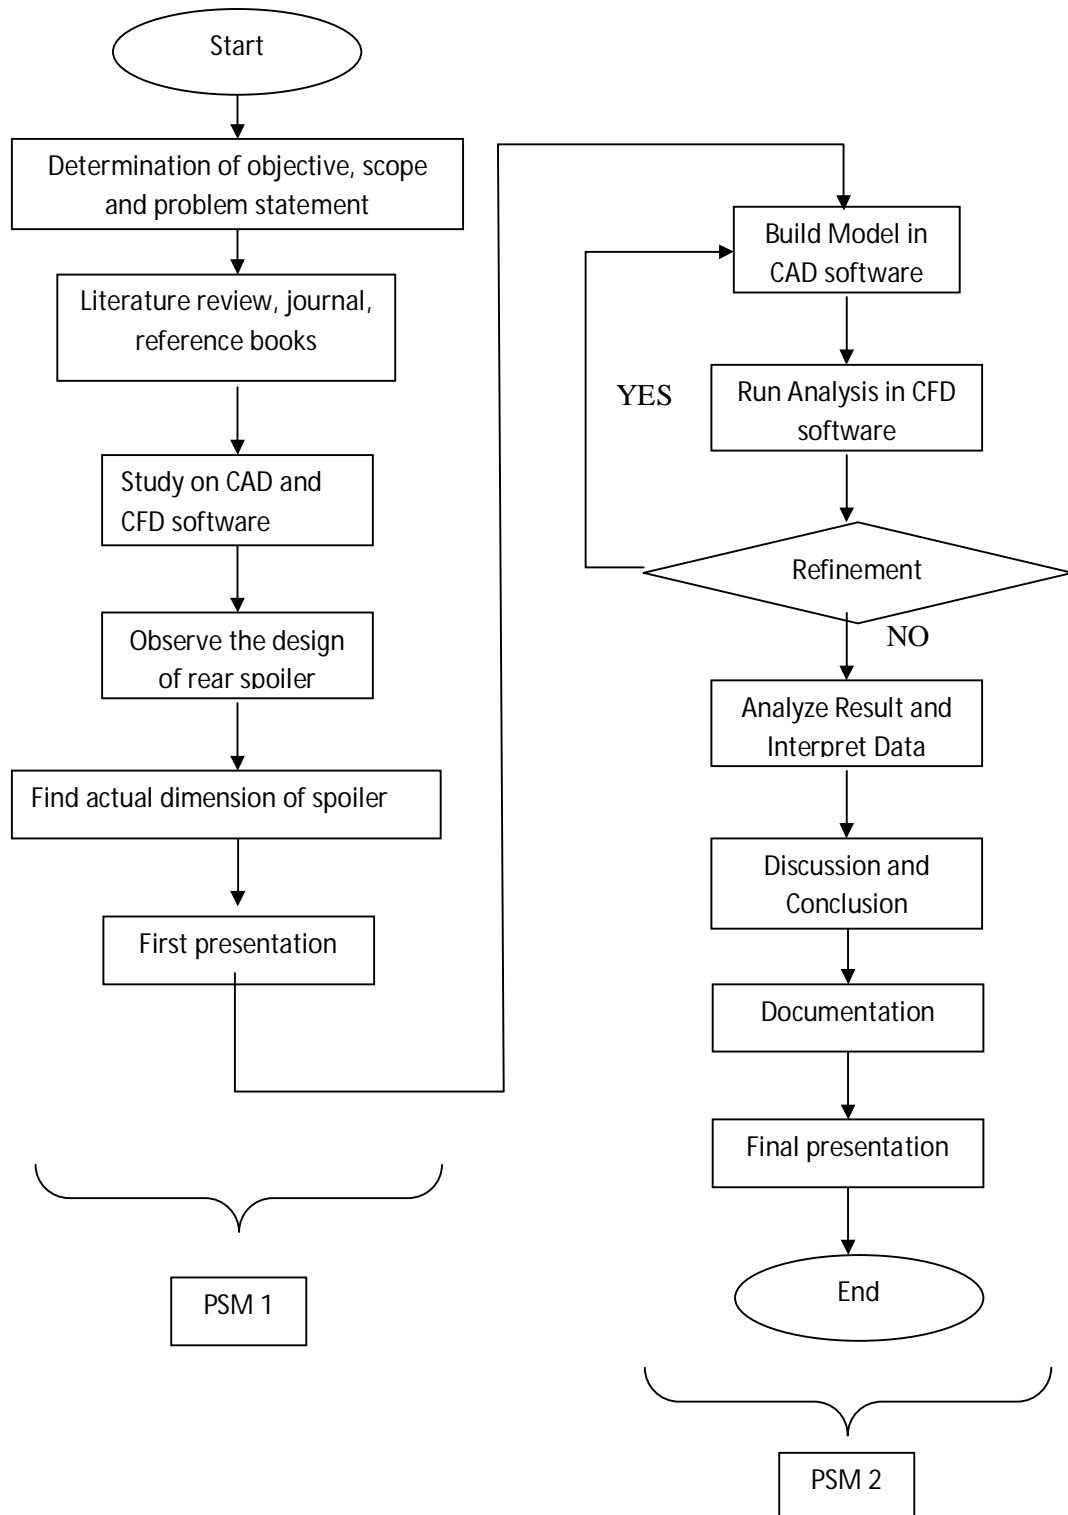 Start
Determination of objective, scope
and problem statement
Literature review, journal,
reference books
Study on CAD and
CFD software
Observe the design
of rear spoiler
Find actual dimension of spoiler
First presentation
PSM 1
Build Model in
CAD software
YES
Run Analysis in CFD
software
Refinement
NO
Analyze Result and
Interpret Data
Discussion and
Conclusion
Documentation
Final presentation
End
PSM 2